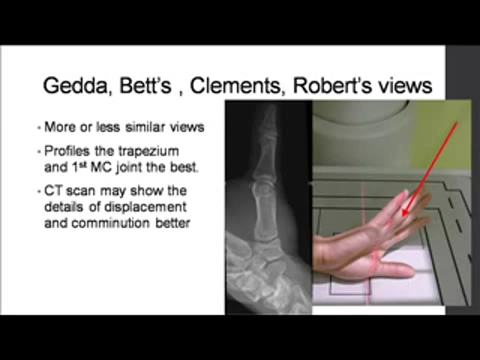 Gedda, Bett's , Clements, Robert's views
• More or less similar views
• Profiles the trapezium
and 1st MC joint the best.
• CT scan may show the
details of displacement
and comminution better